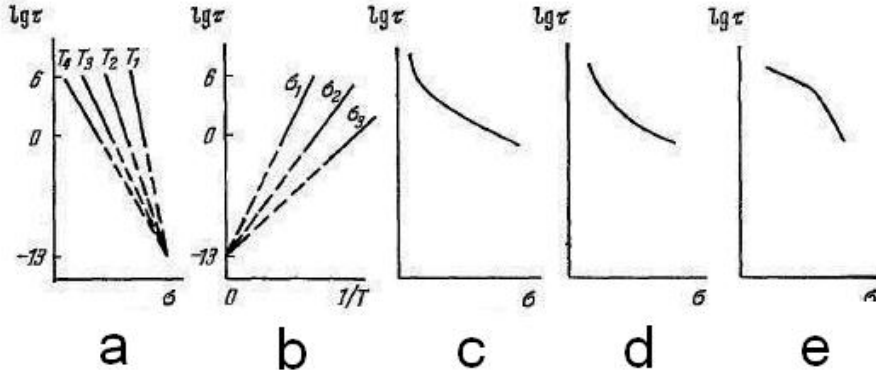 lgτ lgτ lgτ lgτ lgτ
T₄ T₃ T₂ T₁
6 6
σ₁ σ₂ σ₃
0 0
-13 -13
σ 0 1/T σ σ σ
a b c d e